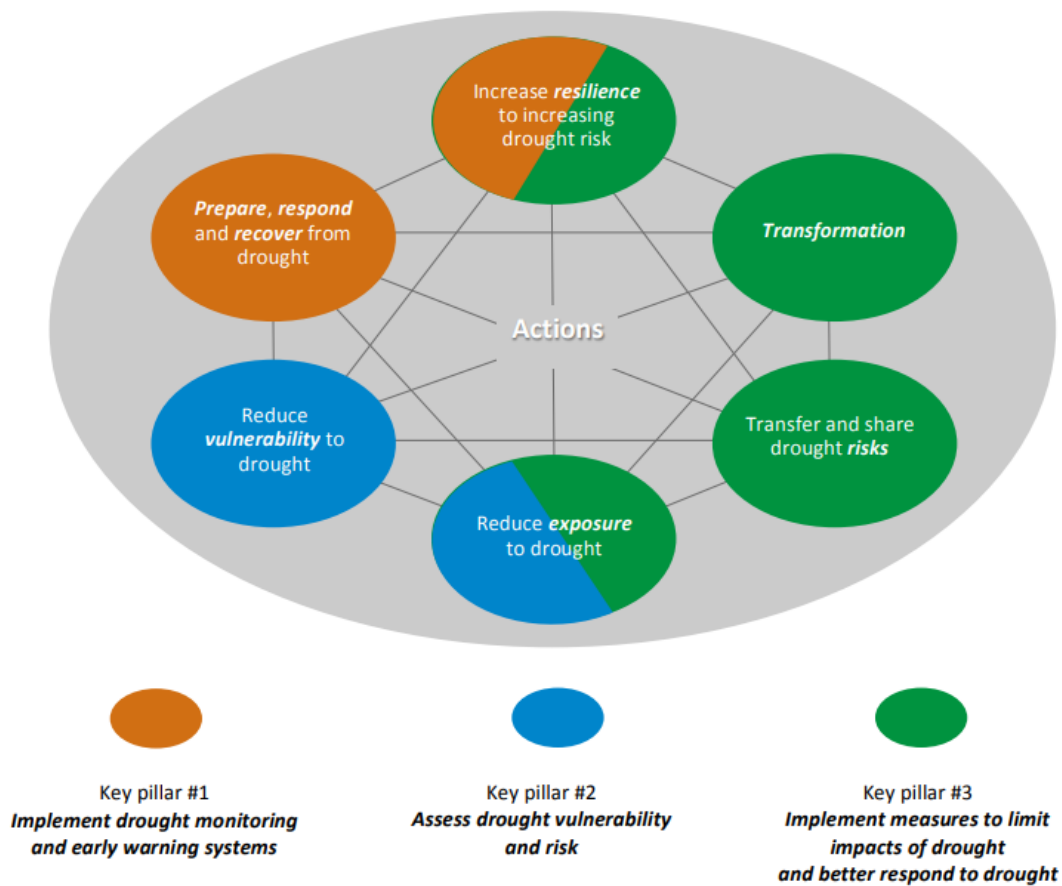 Increase resilience
to increasing
drought risk
Prepare, respond
and recover from
drought
Transformation
Actions
Reduce
vulnerability to
drought
Transfer and share
drought risks
Reduce exposure
to drought
Key pillar #1
Implement drought monitoring
and early warning systems
Key pillar #2
Assess drought vulnerability
and risk
Key pillar #3
Implement measures to limit
impacts of drought
and better respond to drought